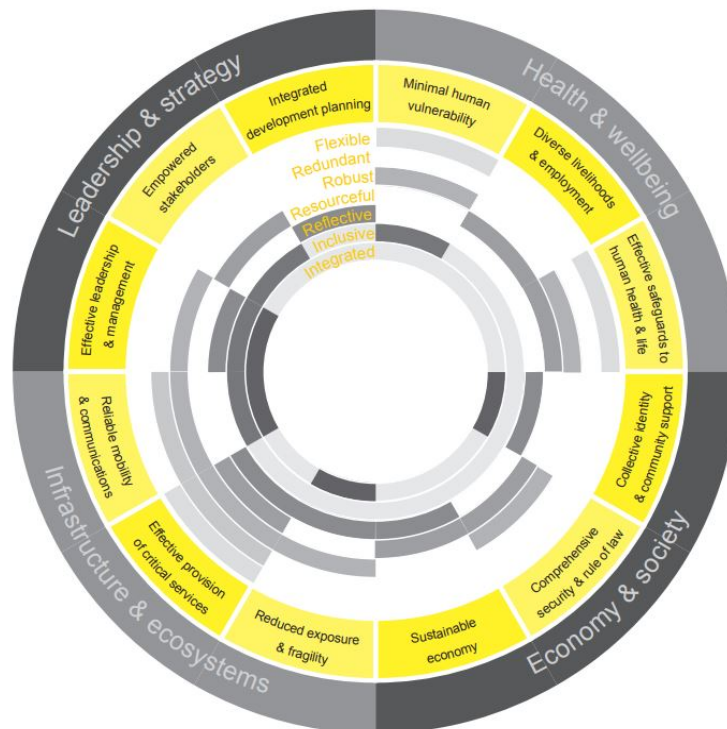 Leadership & strategy
Health & wellbeing
Economy & society
Infrastructure & ecosystems
Integrated
development planning
Minimal human
vulnerability
Diverse livelihoods
& employment
Effective safeguards to
human health & life
Collective identity
& community support
Comprehensive
security & rule of law
Sustainable
economy
Reduced exposure
& fragility
Effective provision
of critical services
Reliable mobility
& communications
Effective leadership
& management
Empowered
stakeholders
Flexible
Redundant
Robust
Resourceful
Reflective
Inclusive
Integrated